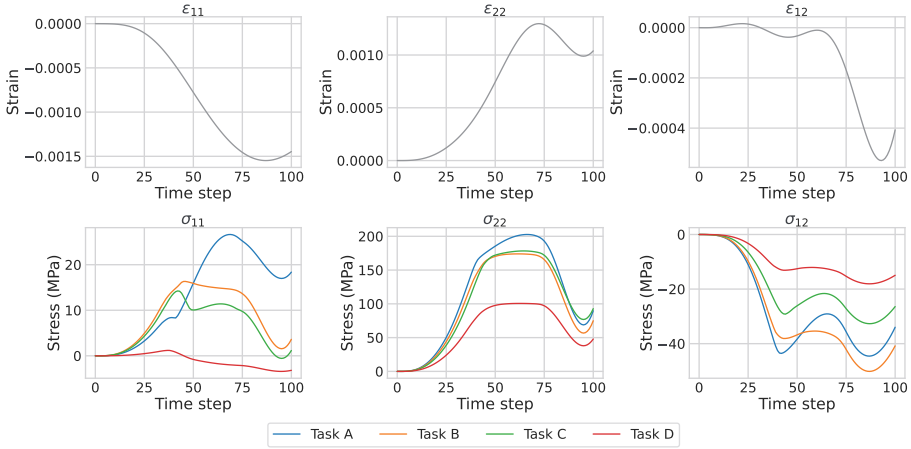 ε11
ε22
ε12
Strain
0.0000
−0.0005
−0.0010
−0.0015
0 25 50 75 100
Time step
Strain
0.0010
0.0005
0.0000
0 25 50 75 100
Time step
Strain
0.0000
−0.0002
−0.0004
0 25 50 75 100
Time step
σ11
σ22
σ12
Stress (MPa)
20
10
0
0 25 50 75 100
Time step
Stress (MPa)
200
150
100
50
0
0 25 50 75 100
Time step
Stress (MPa)
0
−20
−40
0 25 50 75 100
Time step
Task A Task B Task C Task D